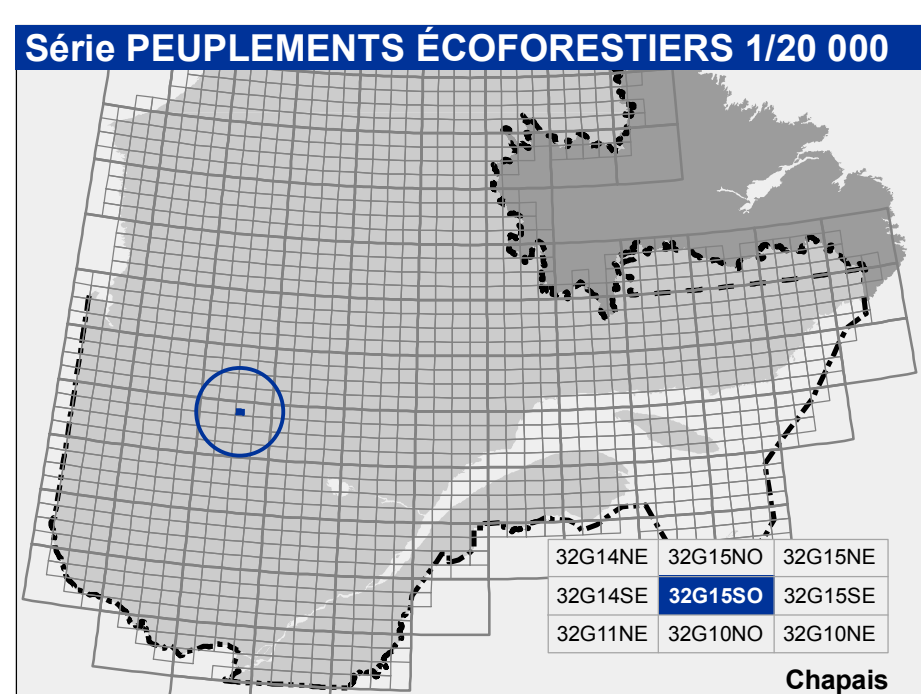 Série PEUPLEMENTS ÉCOFORESTIERS 1/20 000
32G14NE 32G15NO 32G15NE
32G14SE 32G15SO 32G15SE
32G11NE 32G10NO 32G10NE
Chapais